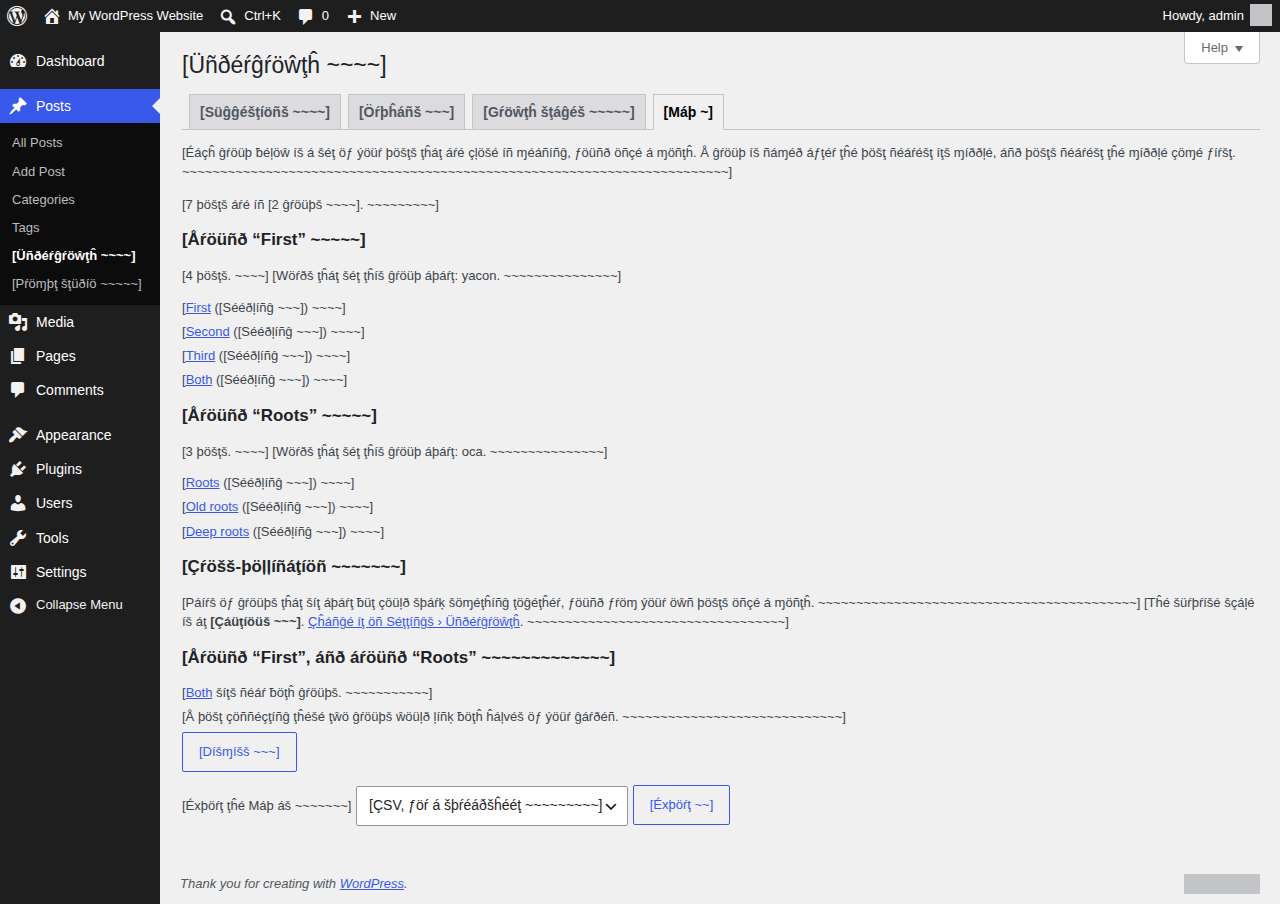 My WordPress Website Ctrl+K 0 New Howdy, admin
Help
Dashboard
Posts
All Posts
Add Post
Categories
Tags
[Üñðéŕĝŕöŵţĥ ~~~~]
[Þŕöɱþţ šţüðíö ~~~~~]
Media
Pages
Comments
Appearance
Plugins
Users
Tools
Settings
Collapse Menu
[Üñðéŕĝŕöŵţĥ ~~~~]
[Šüĝĝéšţíöñš ~~~~] [Öŕþĥáñš ~~~] [Ĝŕöŵţĥ šţáĝéš ~~~~~] [Máþ ~]
[Éáçĥ ĝŕöüþ ƀéļöŵ íš á šéţ öƒ ýöüŕ þöšţš ţĥáţ áŕé çļöšé íñ ɱéáñíñĝ, ƒöüñð öñçé á ɱöñţĥ. Å ĝŕöüþ íš ñáɱéð áƒţéŕ ţĥé þöšţ ñéáŕéšţ íţš ɱíððļé, áñð þöšţš ñéáŕéšţ ţĥé ɱíððļé çöɱé ƒíŕšţ.
~~~~~~~~~~~~~~~~~~~~~~~~~~~~~~~~~~~~~~~~~~~~~~~~~~~~~~~~~~~~~~~~~~~~~~~~]
[7 þöšţš áŕé íñ [2 ĝŕöüþš ~~~~]. ~~~~~~~~~]
[Åŕöüñð “First” ~~~~~]
[4 þöšţš. ~~~~] [Ŵöŕðš ţĥáţ šéţ ţĥíš ĝŕöüþ áþáŕţ: yacon. ~~~~~~~~~~~~~~~]
[First ([Šééðļíñĝ ~~~]) ~~~~]
[Second ([Šééðļíñĝ ~~~]) ~~~~]
[Third ([Šééðļíñĝ ~~~]) ~~~~]
[Both ([Šééðļíñĝ ~~~]) ~~~~]
[Åŕöüñð “Roots” ~~~~~]
[3 þöšţš. ~~~~] [Ŵöŕðš ţĥáţ šéţ ţĥíš ĝŕöüþ áþáŕţ: oca. ~~~~~~~~~~~~~~~]
[Roots ([Šééðļíñĝ ~~~]) ~~~~]
[Old roots ([Šééðļíñĝ ~~~]) ~~~~]
[Deep roots ([Šééðļíñĝ ~~~]) ~~~~]
[Çŕöšš-þöļļíñáţíöñ ~~~~~~~]
[Þáíŕš öƒ ĝŕöüþš ţĥáţ šíţ áþáŕţ ƀüţ çöüļð šþáŕķ šöɱéţĥíñĝ ţöĝéţĥéŕ, ƒöüñð ƒŕöɱ ýöüŕ öŵñ þöšţš öñçé á ɱöñţĥ. ~~~~~~~~~~~~~~~~~~~~~~~~~~~~~~~~~~~~~~~~~~] [Ţĥé šüŕþŕíšé šçáļé
íš áţ [Çáüţíöüš ~~~]. Çĥáñĝé íţ öñ Šéţţíñĝš › Üñðéŕĝŕöŵţĥ. ~~~~~~~~~~~~~~~~~~~~~~~~~~~~~~~~~~]
[Åŕöüñð “First”, áñð áŕöüñð “Roots” ~~~~~~~~~~~~~]
[Both šíţš ñéáŕ ƀöţĥ ĝŕöüþš. ~~~~~~~~~~~]
[Å þöšţ çöññéçţíñĝ ţĥéšé ţŵö ĝŕöüþš ŵöüļð ļíñķ ƀöţĥ ĥáļvéš öƒ ýöüŕ ĝáŕðéñ. ~~~~~~~~~~~~~~~~~~~~~~~~~~~~~]
[Ðíšɱíšš ~~~]
[Éxþöŕţ ţĥé Máþ áš ~~~~~~~] [ÇŠV, ƒöŕ á šþŕéáðšĥééţ ~~~~~~~~~] [Éxþöŕţ ~~]
Thank you for creating with WordPress.